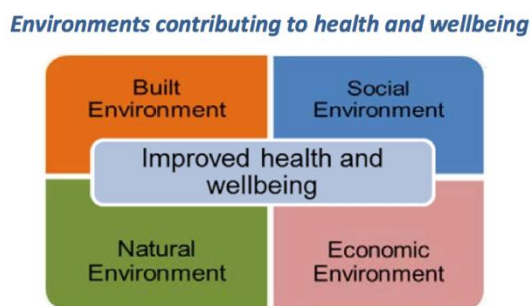 Environments contributing to health and wellbeing
Built
Environment
Social
Environment
Improved health and
wellbeing
Natural
Environment
Economic
Environment